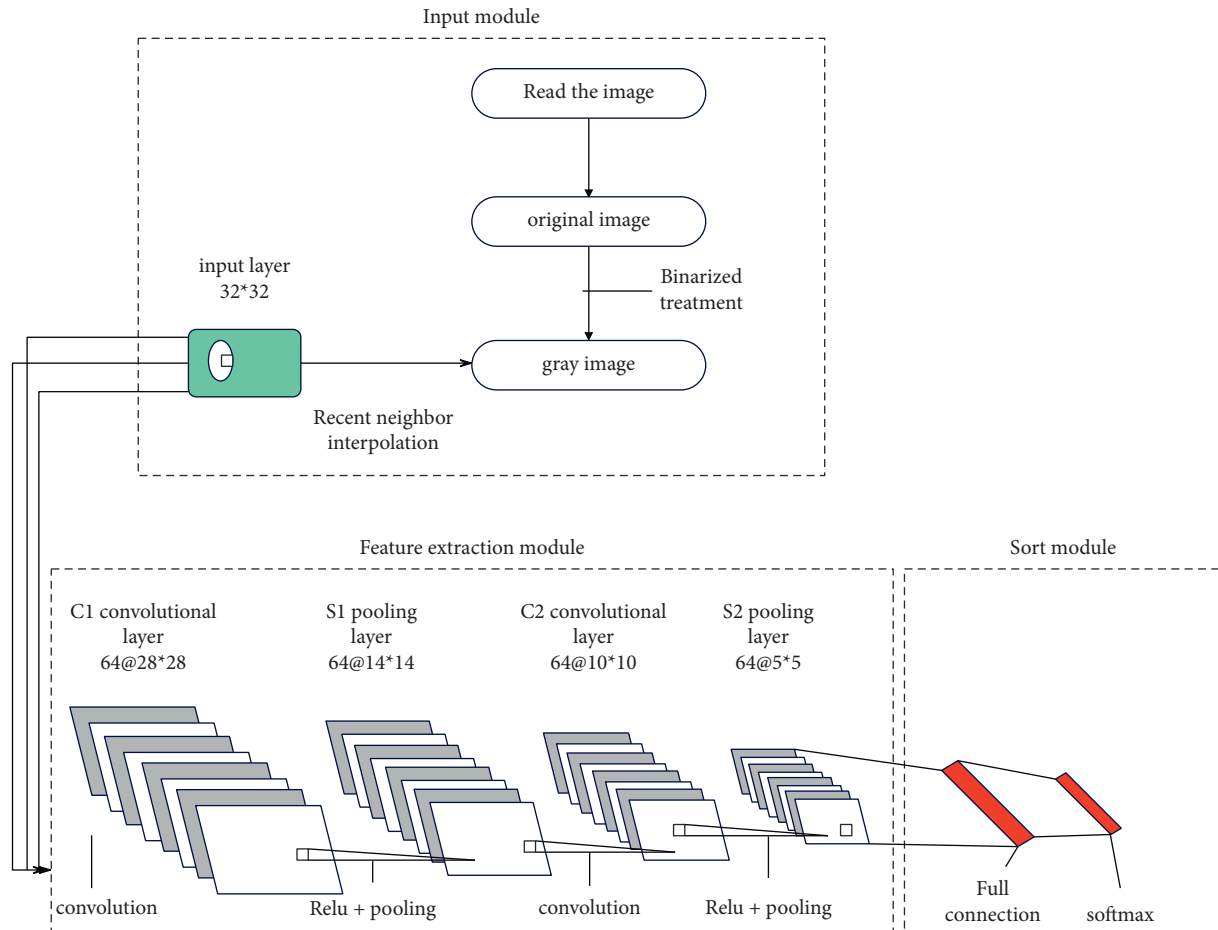 Input module
Read the image
original image
Binarized
treatment
input layer
32*32
gray image
Recent neighbor
interpolation
Feature extraction module
Sort module
C1 convolutional
layer
64@28*28
S1 pooling
layer
64@14*14
C2 convolutional
layer
64@10*10
S2 pooling
layer
64@5*5
convolution
Relu + pooling
convolution
Relu + pooling
Full
connection
softmax